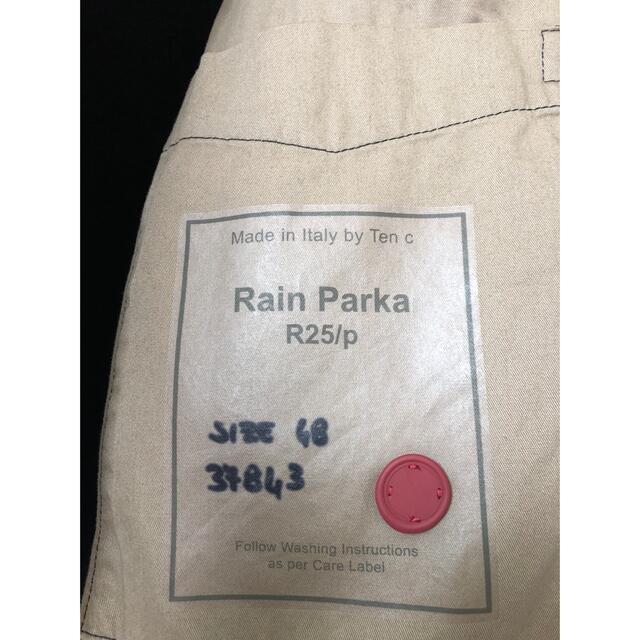 Made in Italy by Ten c
Rain Parka
R25/p
SIZE 48
37843
Follow Washing Instructions
as per Care Label